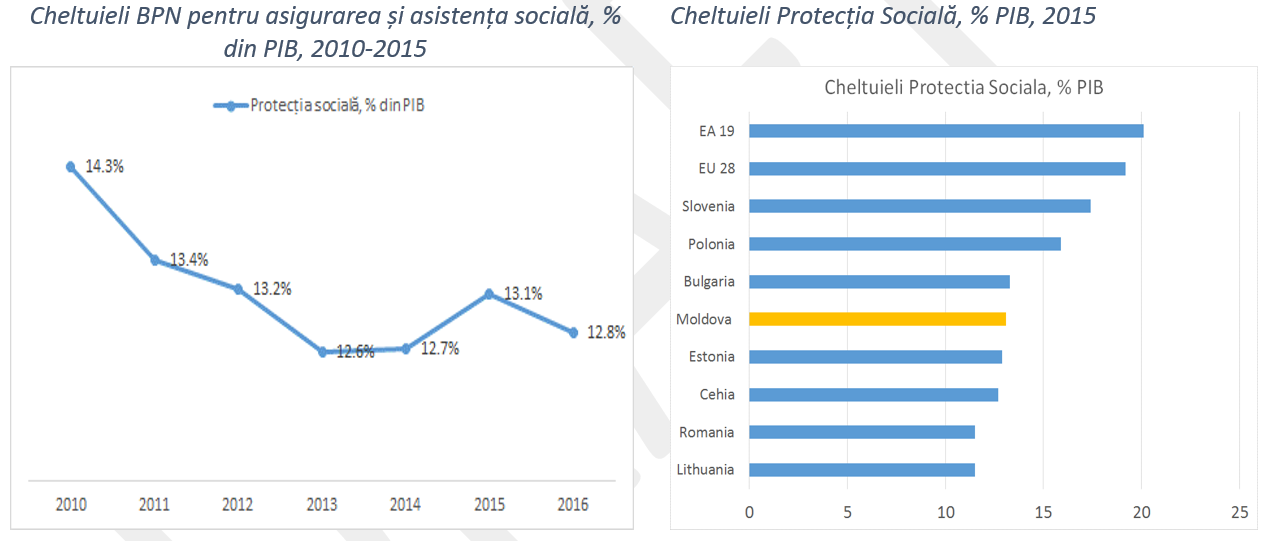 Cheltuieli BPN pentru asigurarea și asistența socială, %
din PIB, 2010-2015
Protecția socială, % din PIB
14.3%
13.4%
13.2%
12.6%
12.7%
13.1%
12.8%
2010 2011 2012 2013 2014 2015 2016
Cheltuieli Protecția Socială, % PIB, 2015
Cheltuieli Protectia Sociala, % PIB
EA 19
EU 28
Slovenia
Polonia
Bulgaria
Moldova
Estonia
Cehia
Romania
Lithuania
0 5 10 15 20 25